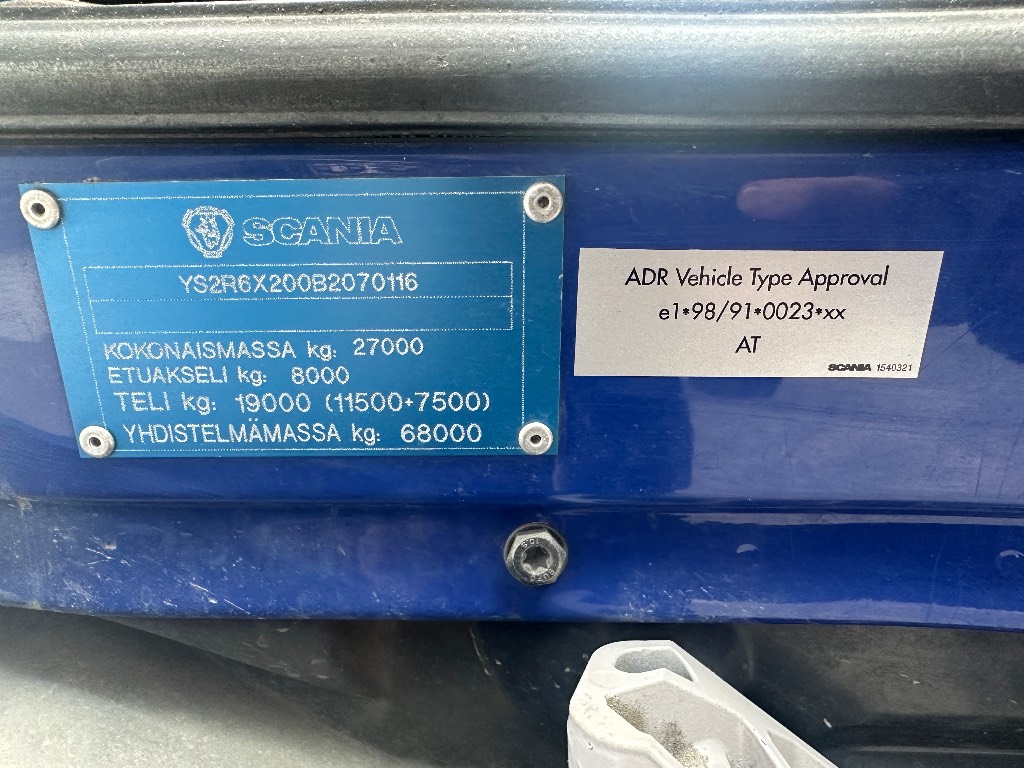 SCANIA
YS2R6X200B2070116
KOKONAISMASSA kg: 27000
ETUAKSELI kg: 8000
TELI kg: 19000 (11500+7500)
YHDISTELMÄMASSA kg: 68000
ADR Vehicle Type Approval
e1*98/91*0023*xx
AT
SCANIA 1540321